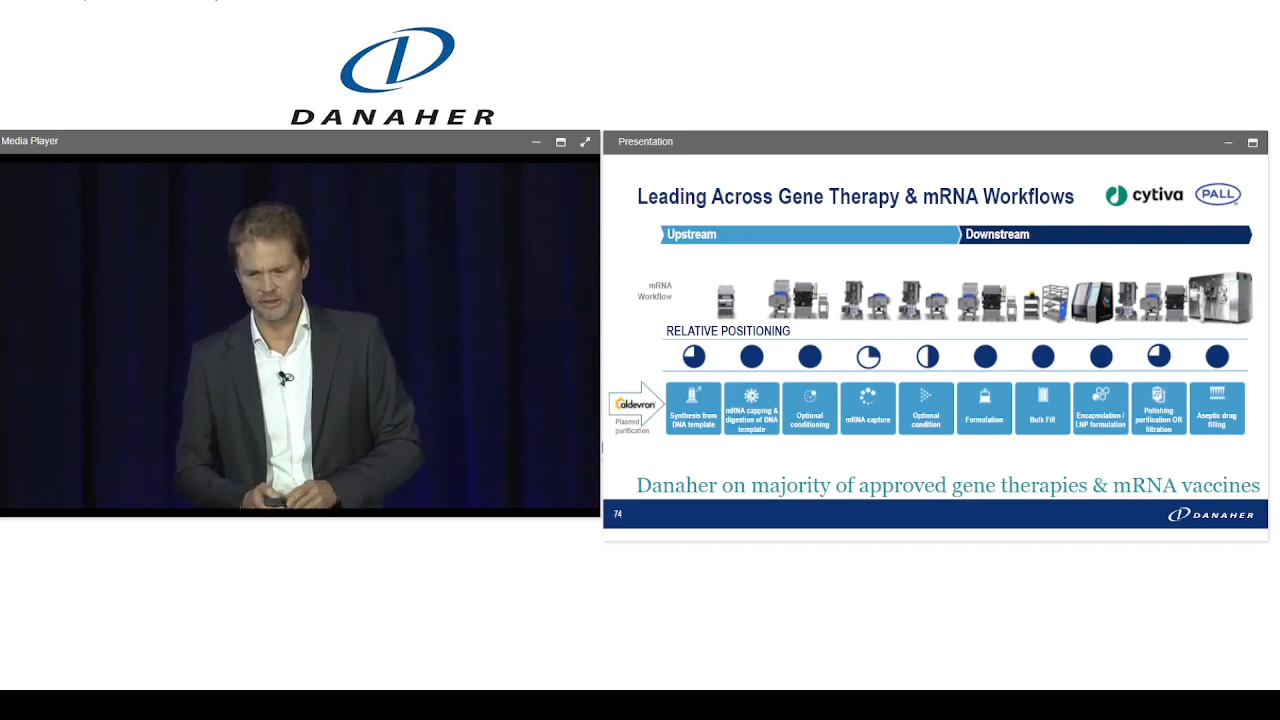 DANAHER
Media Player
Presentation
Leading Across Gene Therapy & mRNA Workflows
cytiva
PALL
Upstream
Downstream
mRNA
Workflow
RELATIVE POSITIONING
aldevron
Plasmid
purification
Synthesis from
DNA template
mRNA capping &
digestion of DNA
template
Optional
conditioning
mRNA capture
Optional
condition
Formulation
Bulk Fill
Encapsulation /
LNP formulation
Polishing
purification OR
filtration
Aseptic drug
filling
Danaher on majority of approved gene therapies & mRNA vaccines
74
DANAHER